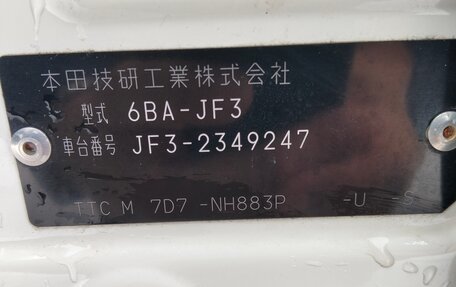 本田技研工業株式会社
型式 6BA-JF3
車台番号 JF3-2349247
TTC M 7D7 -NH883P -U -S